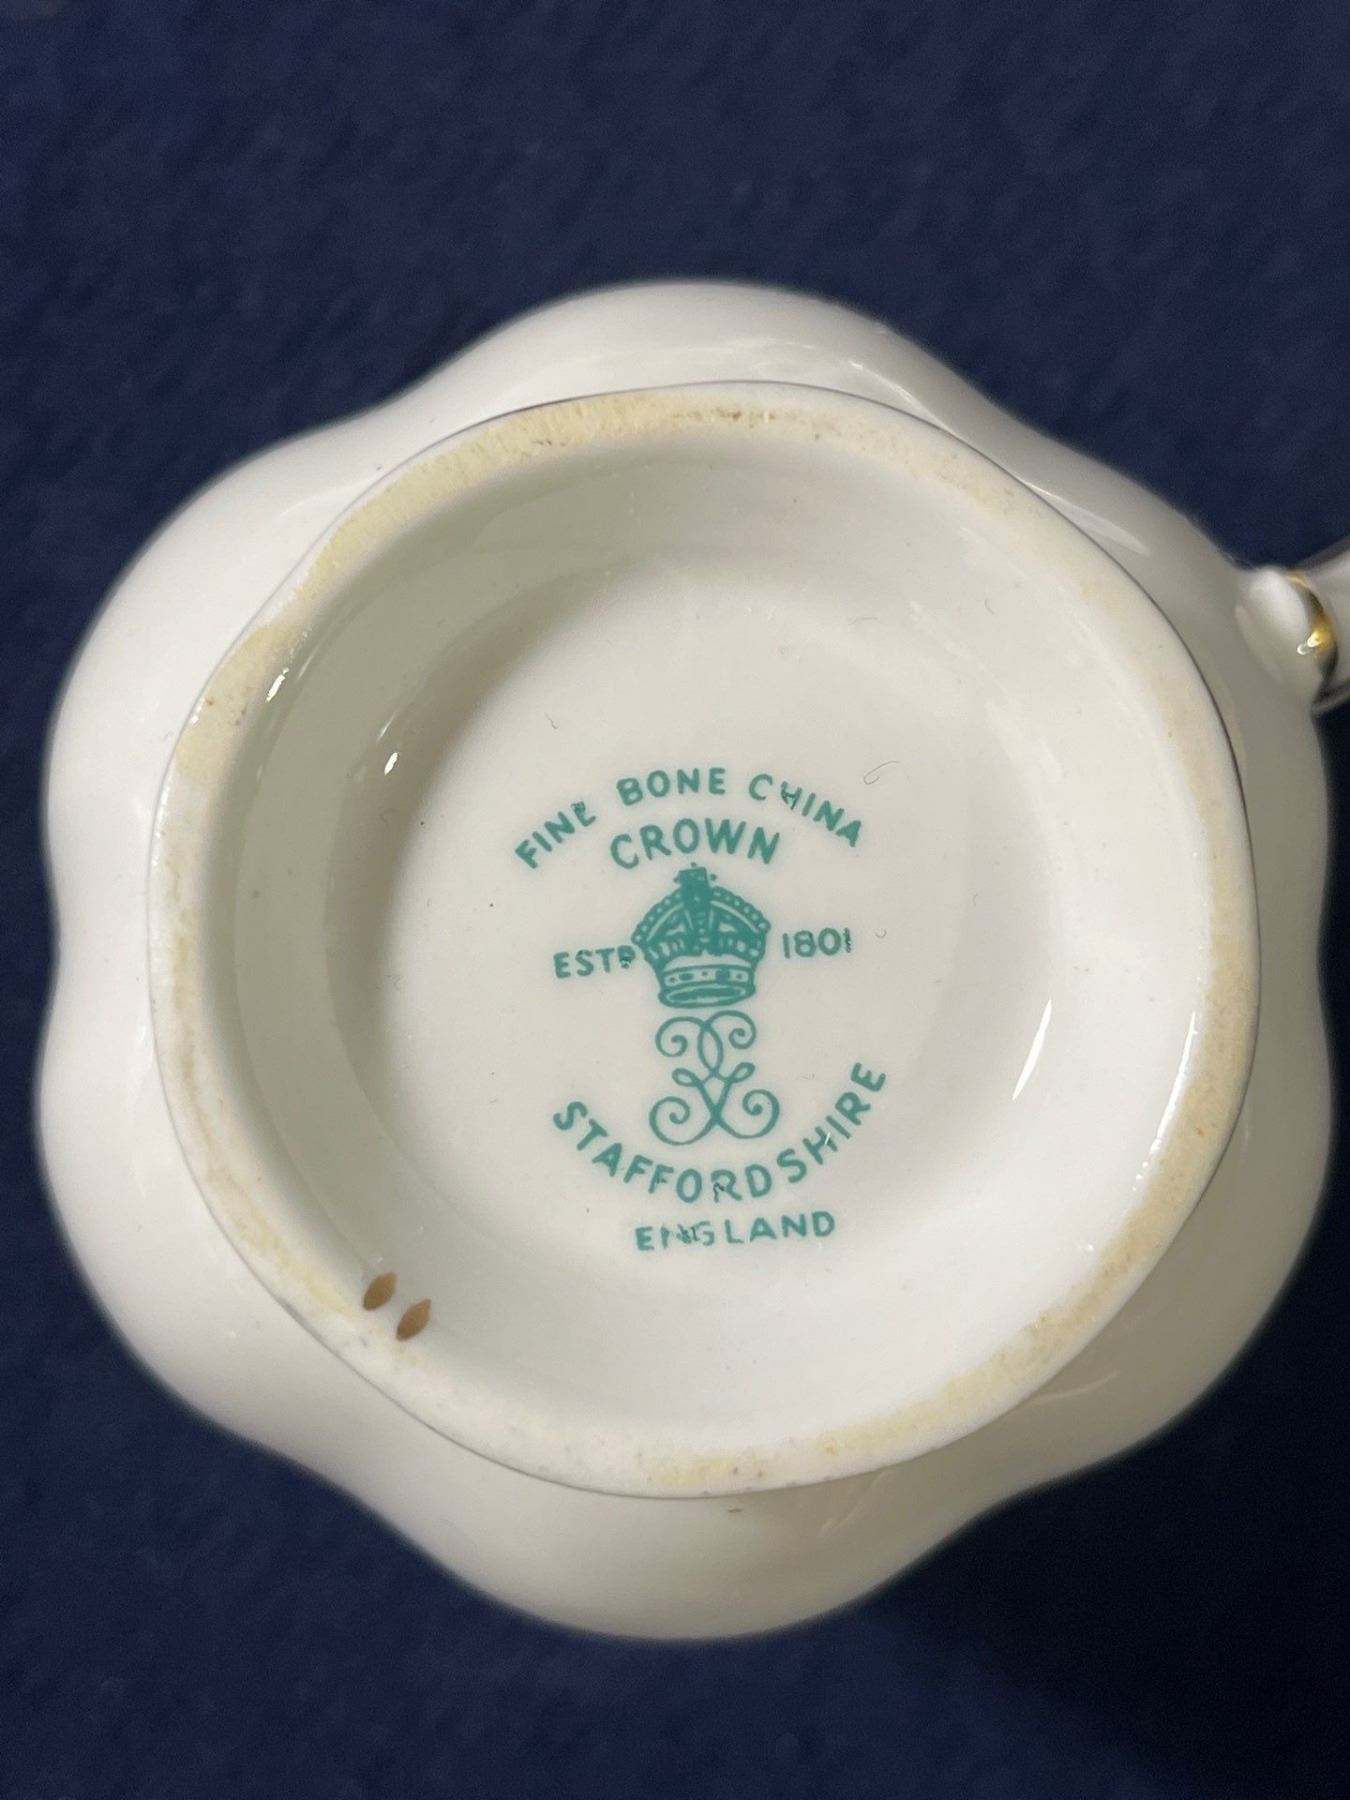 FINE BONE CHINA
CROWN
ESTD 1801
STAFFORDSHIRE
ENGLAND